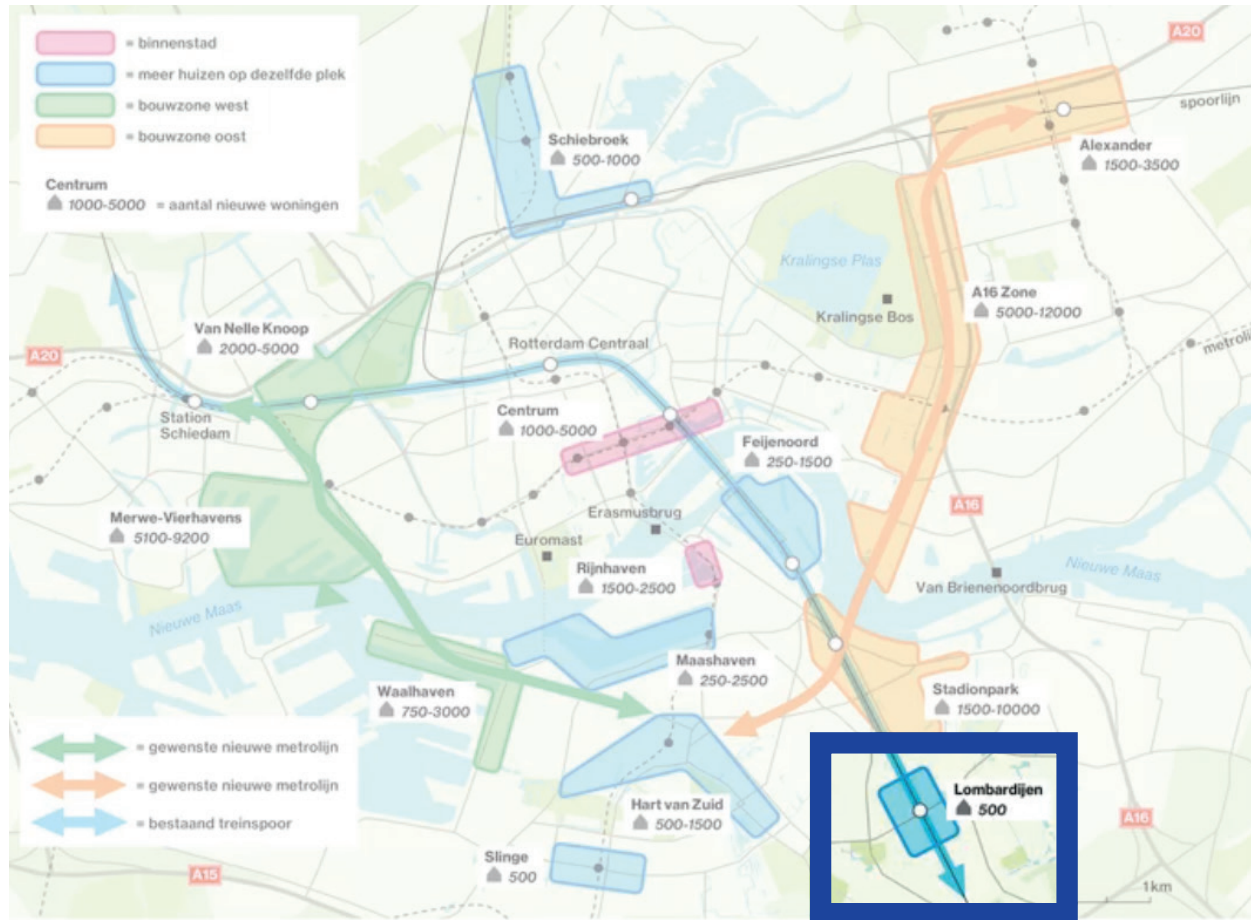 = binnenstad
= meer huizen op dezelfde plek
= bouwzone west
= bouwzone oost
Centrum
1000-5000 = aantal nieuwe woningen
A20
spoorlijn
Schiebroek
500-1000
Alexander
1500-3500
Kralingse Plas
Kralingse Bos
A16 Zone
5000-12000
Van Nelle Knoop
2000-5000
A20
Rotterdam Centraal
Station
Schiedam
Centrum
1000-5000
Feijenoord
250-1500
A16
Merwe-Vierhavens
5100-9200
Erasmusbrug
Euromast
Rijnhaven
1500-2500
Van Brienenoordbrug
Nieuwe Maas
Nieuwe Maas
Maashaven
250-2500
Waalhaven
750-3000
Stadionpark
1500-10000
= gewenste nieuwe metrolijn
= gewenste nieuwe metrolijn
= bestaand treinspoor
Hart van Zuid
500-1500
Lombardijen
500
A16
Slinge
500
A15
1km